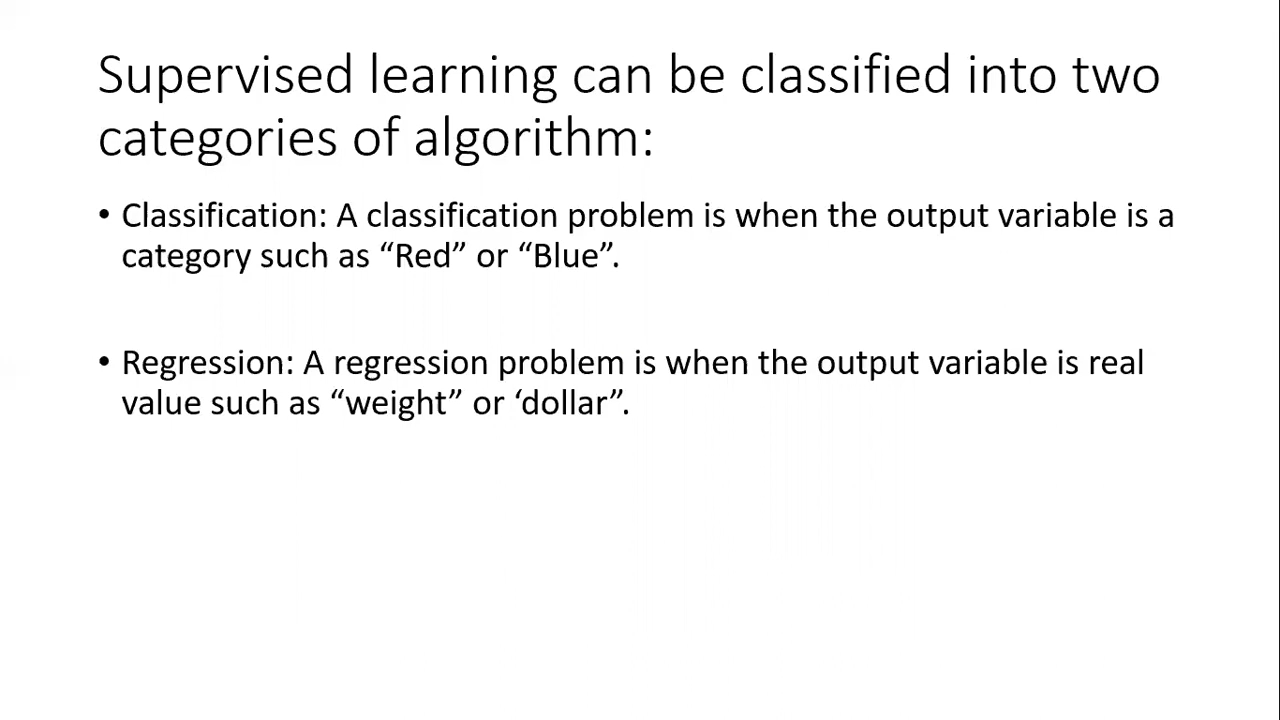 Supervised learning can be classified into two
categories of algorithm:
• Classification: A classification problem is when the output variable is a
category such as “Red” or “Blue”.
• Regression: A regression problem is when the output variable is real
value such as “weight” or ‘dollar”.